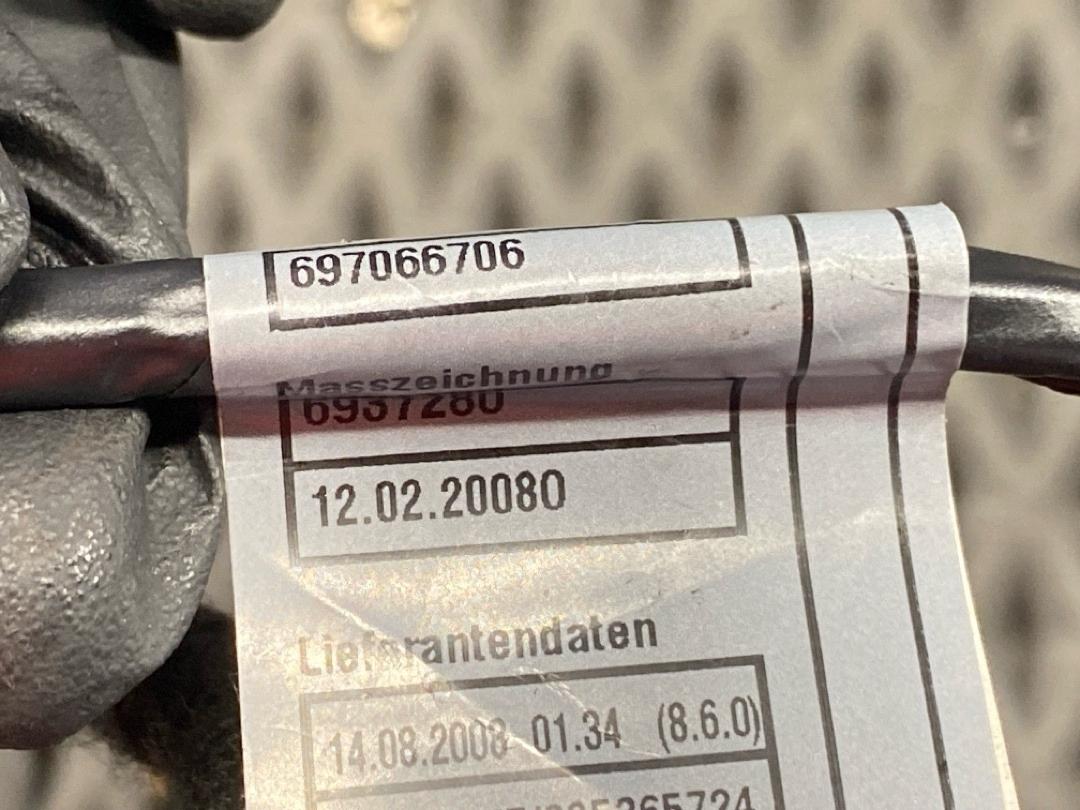 697066706
Masszeichnung
6937280
12.02.20080
Lieferantendaten
14.08.2008 01.34 (8.6.0)